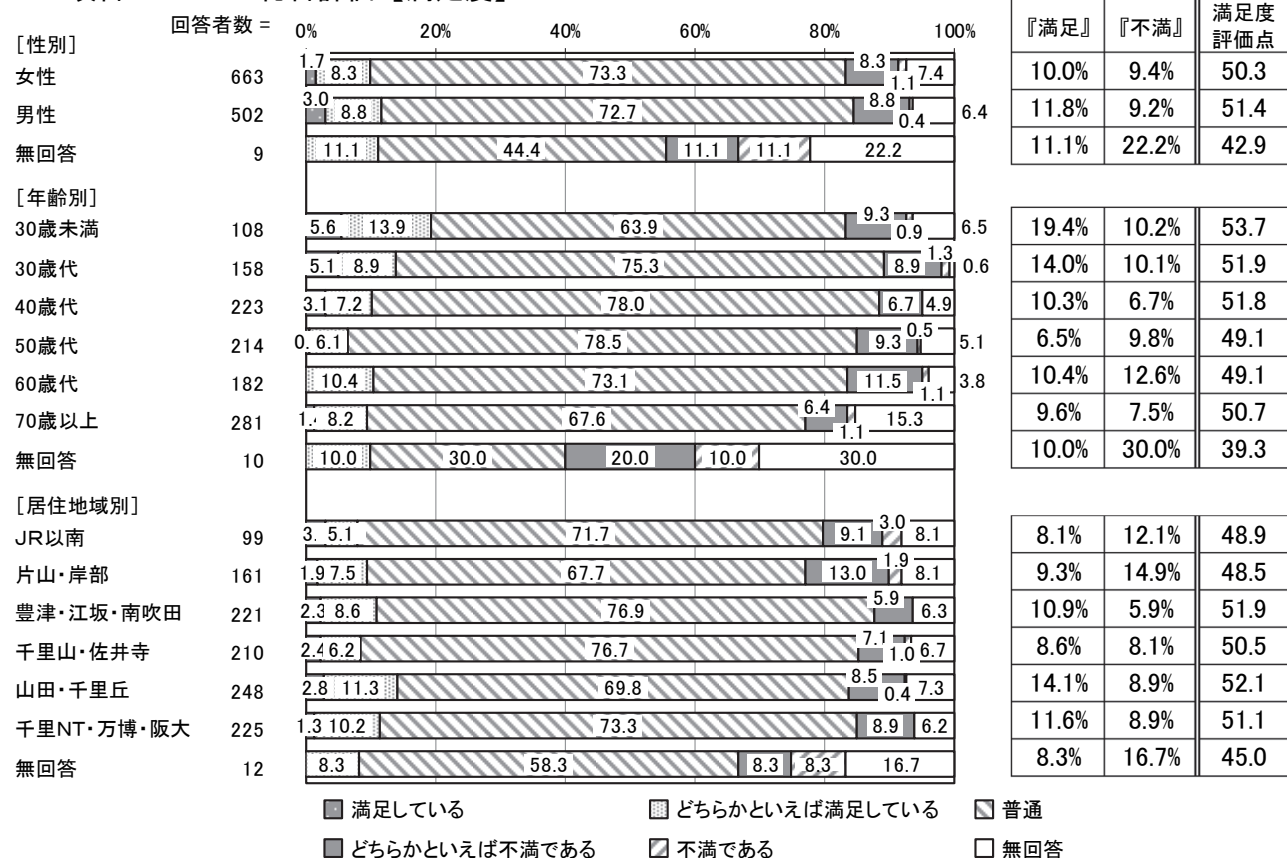 回答者数 = 0% 20% 40% 60% 80% 100% 『満足』 『不満』 満足度評価点
[性別]
女性 663 1.7 8.3 73.3 8.3 1.1 7.4 10.0% 9.4% 50.3
男性 502 3.0 8.8 72.7 8.8 0.4 6.4 11.8% 9.2% 51.4
無回答 9 11.1 44.4 11.1 11.1 22.2 11.1% 22.2% 42.9
[年齢別]
30歳未満 108 5.6 13.9 63.9 9.3 0.9 6.5 19.4% 10.2% 53.7
30歳代 158 5.1 8.9 75.3 8.9 1.3 0.6 14.0% 10.1% 51.9
40歳代 223 3.1 7.2 78.0 6.7 4.9 10.3% 6.7% 51.8
50歳代 214 0. 6.1 78.5 9.3 0.5 5.1 6.5% 9.8% 49.1
60歳代 182 10.4 73.1 11.5 1.1 3.8 10.4% 12.6% 49.1
70歳以上 281 1.4 8.2 67.6 6.4 1.1 15.3 9.6% 7.5% 50.7
無回答 10 10.0 30.0 20.0 10.0 30.0 10.0% 30.0% 39.3
[居住地域別]
JR以南 99 3. 5.1 71.7 9.1 3.0 8.1 8.1% 12.1% 48.9
片山・岸部 161 1.9 7.5 67.7 13.0 1.9 8.1 9.3% 14.9% 48.5
豊津・江坂・南吹田 221 2.3 8.6 76.9 5.9 6.3 10.9% 5.9% 51.9
千里山・佐井寺 210 2.4 6.2 76.7 7.1 1.0 6.7 8.6% 8.1% 50.5
山田・千里丘 248 2.8 11.3 69.8 8.5 0.4 7.3 14.1% 8.9% 52.1
千里NT・万博・阪大 225 1.3 10.2 73.3 8.9 6.2 11.6% 8.9% 51.1
無回答 12 8.3 58.3 8.3 8.3 16.7 8.3% 16.7% 45.0
満足している どちらかといえば満足している 普通
どちらかといえば不満である 不満である 無回答